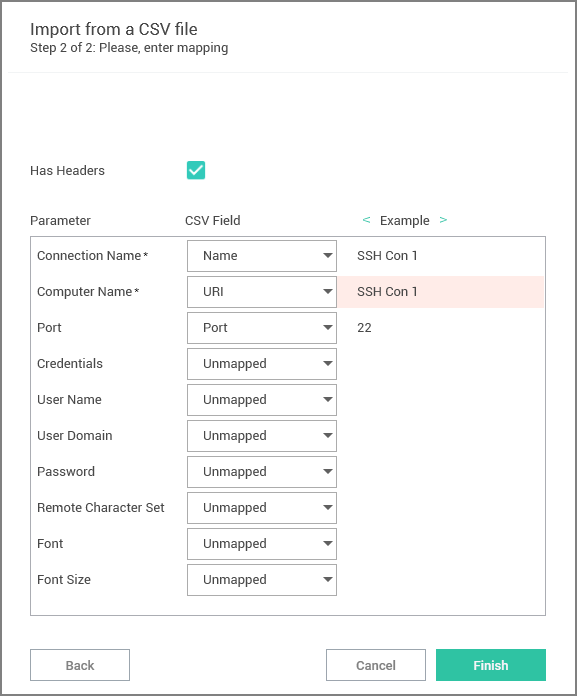 Import from a CSV file
Step 2 of 2: Please, enter mapping
Has Headers
Parameter CSV Field < Example >
Connection Name* Name SSH Con 1
Computer Name* URI SSH Con 1
Port Port 22
Credentials Unmapped
User Name Unmapped
User Domain Unmapped
Password Unmapped
Remote Character Set Unmapped
Font Unmapped
Font Size Unmapped
Back Cancel Finish